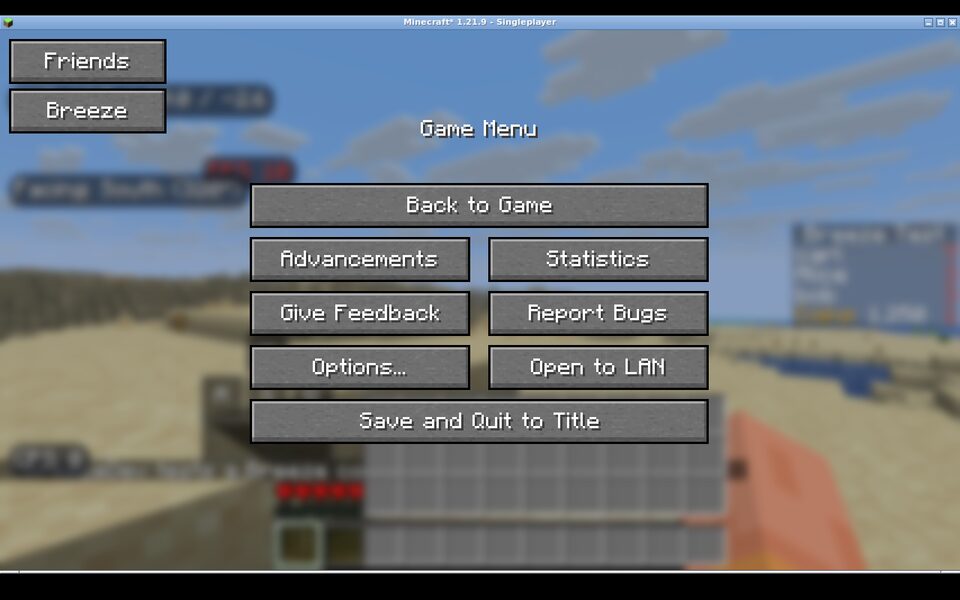 Minecraft* 1.21.9 - Singleplayer
Friends
Breeze
Game Menu
Back to Game
Advancements
Statistics
Give Feedback
Report Bugs
Options...
Open to LAN
Save and Quit to Title